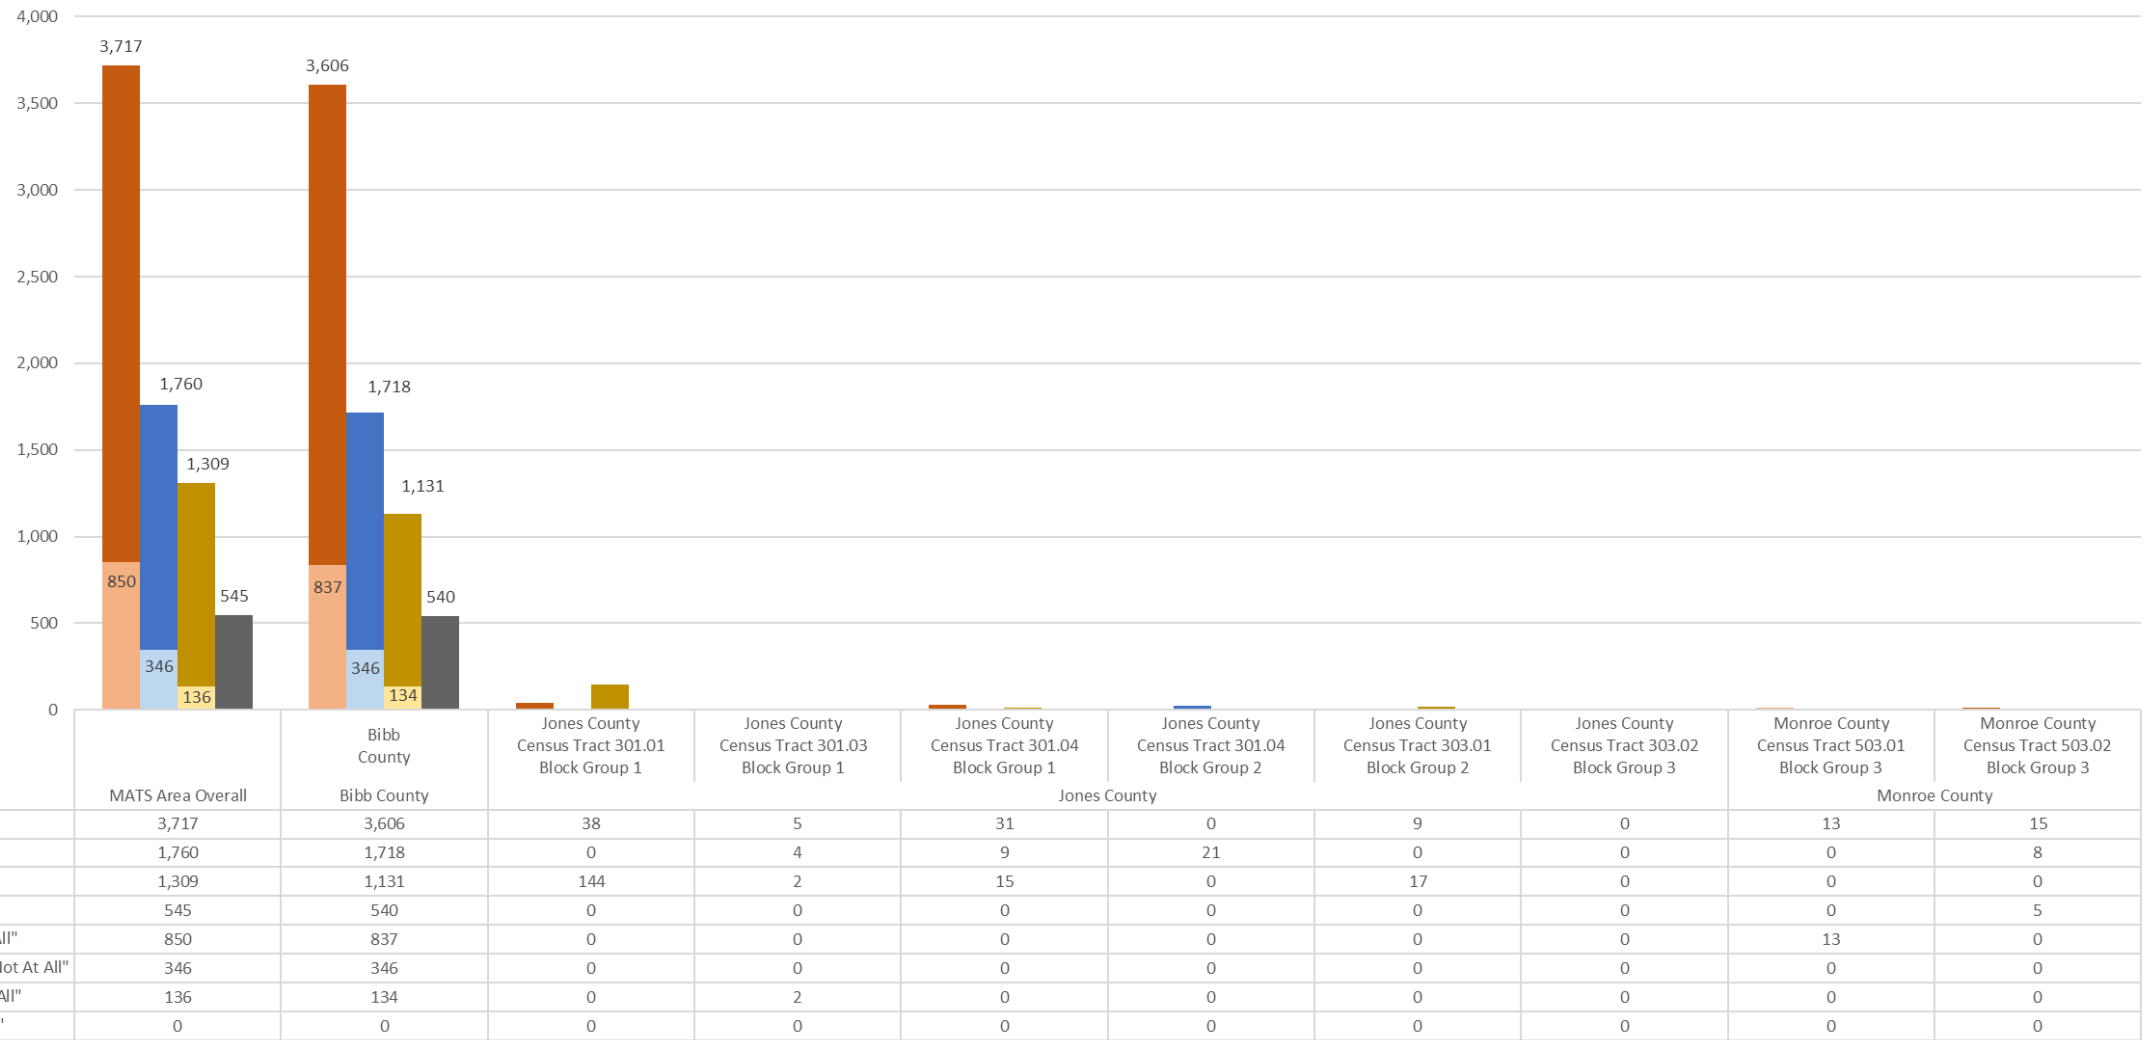 4,000
3,500
3,000
2,500
2,000
1,500
1,000
500
0
3,717
1,760
1,309
545
850
346
136
3,606
1,718
1,131
540
837
346
134
Bibb
County
Jones County
Census Tract 301.01
Block Group 1
Jones County
Census Tract 301.03
Block Group 1
Jones County
Census Tract 301.04
Block Group 1
Jones County
Census Tract 301.04
Block Group 2
Jones County
Census Tract 303.01
Block Group 2
Jones County
Census Tract 303.02
Block Group 3
Monroe County
Census Tract 503.01
Block Group 3
Monroe County
Census Tract 503.02
Block Group 3
MATS Area Overall Bibb County Jones County Monroe County
3,717 3,606 38 5 31 0 9 0 13 15
1,760 1,718 0 4 9 21 0 0 0 8
1,309 1,131 144 2 15 0 17 0 0 0
545 540 0 0 0 0 0 0 0 5
850 837 0 0 0 0 0 0 13 0
At All" 346 346 0 0 0 0 0 0 0 0
136 134 0 2 0 0 0 0 0 0
0 0 0 0 0 0 0 0 0 0